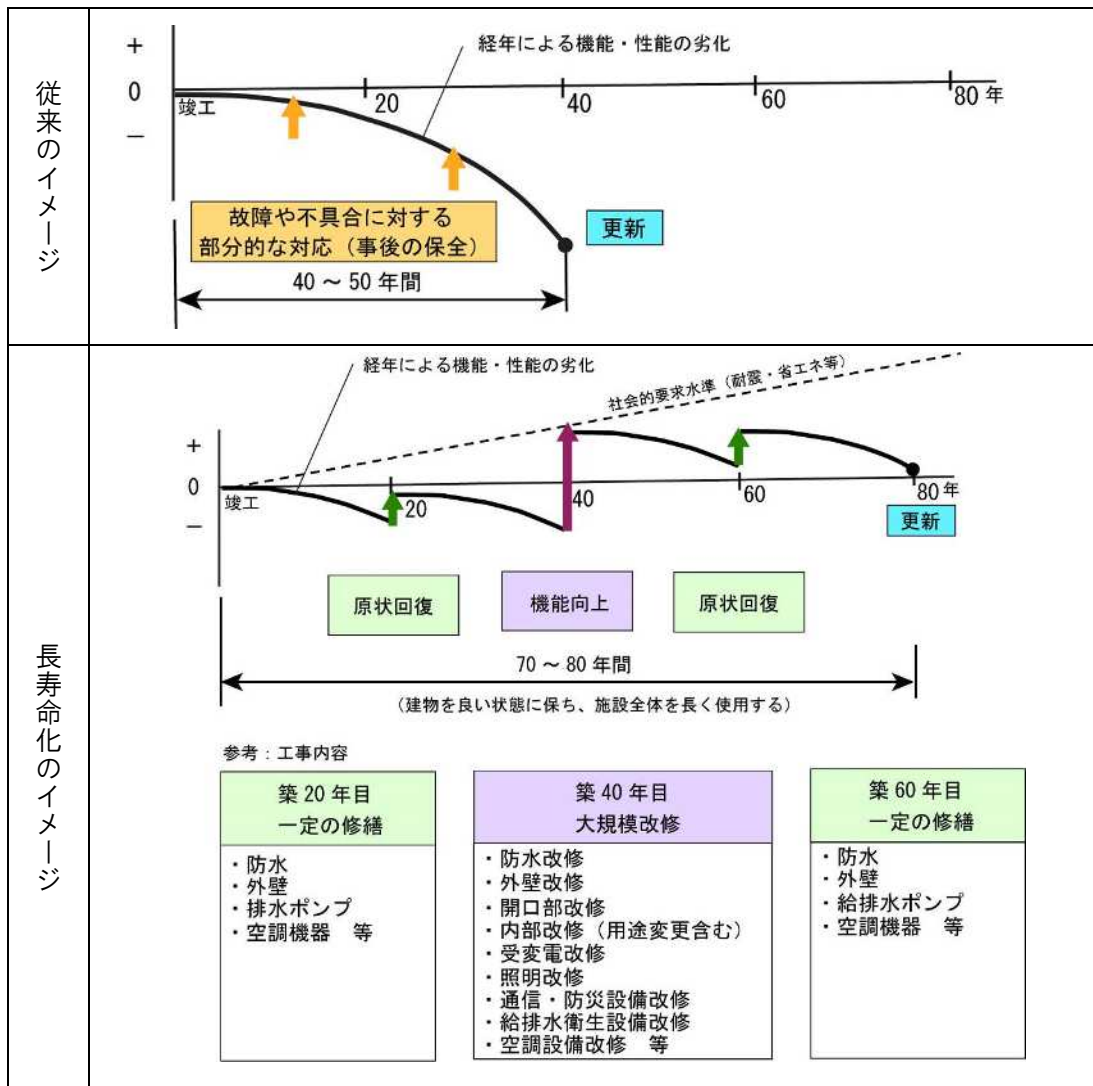 従来のイメージ
+
0
−
竣工
経年による機能・性能の劣化
20
40
60
80 年
故障や不具合に対する
部分的な対応（事後の保全）
更新
40 ～ 50 年間
長寿命化のイメージ
経年による機能・性能の劣化
社会的要求水準（耐震・省エネ等）
+
0
−
竣工
20
40
60
80 年
更新
原状回復
機能向上
原状回復
70 ～ 80 年間
（建物を良い状態に保ち、施設全体を長く使用する）
参考：工事内容
築 20 年目
一定の修繕
・防水
・外壁
・排水ポンプ
・空調機器　等
築 40 年目
大規模改修
・防水改修
・外壁改修
・開口部改修
・内部改修（用途変更含む）
・受変電改修
・照明改修
・通信・防災設備改修
・給排水衛生設備改修
・空調設備改修　等
築 60 年目
一定の修繕
・防水
・外壁
・給排水ポンプ
・空調機器　等